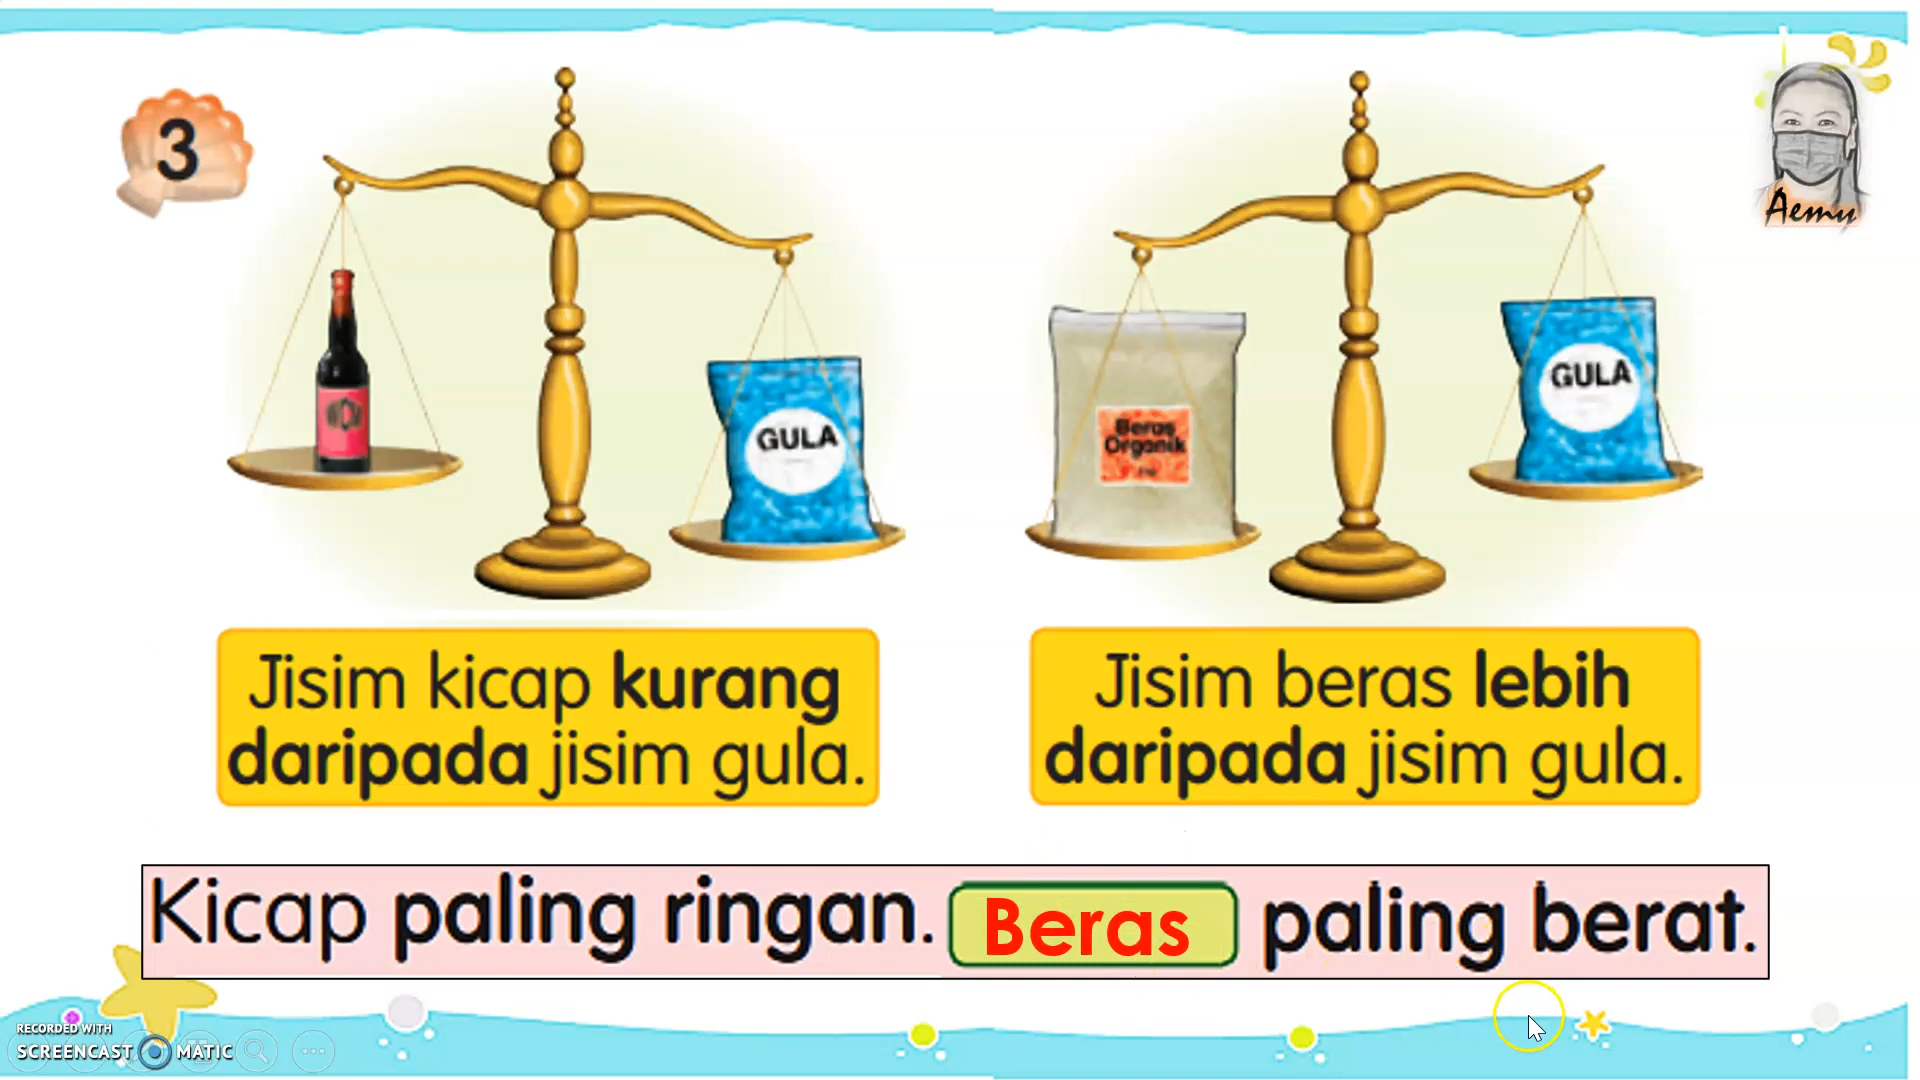 3
Aemy
GULA
Beras
Organik
GULA
Jisim kicap kurang
daripada jisim gula.
Jisim beras lebih
daripada jisim gula.
Kicap paling ringan. Beras paling berat.
RECORDED WITH
SCREENCAST MATIC